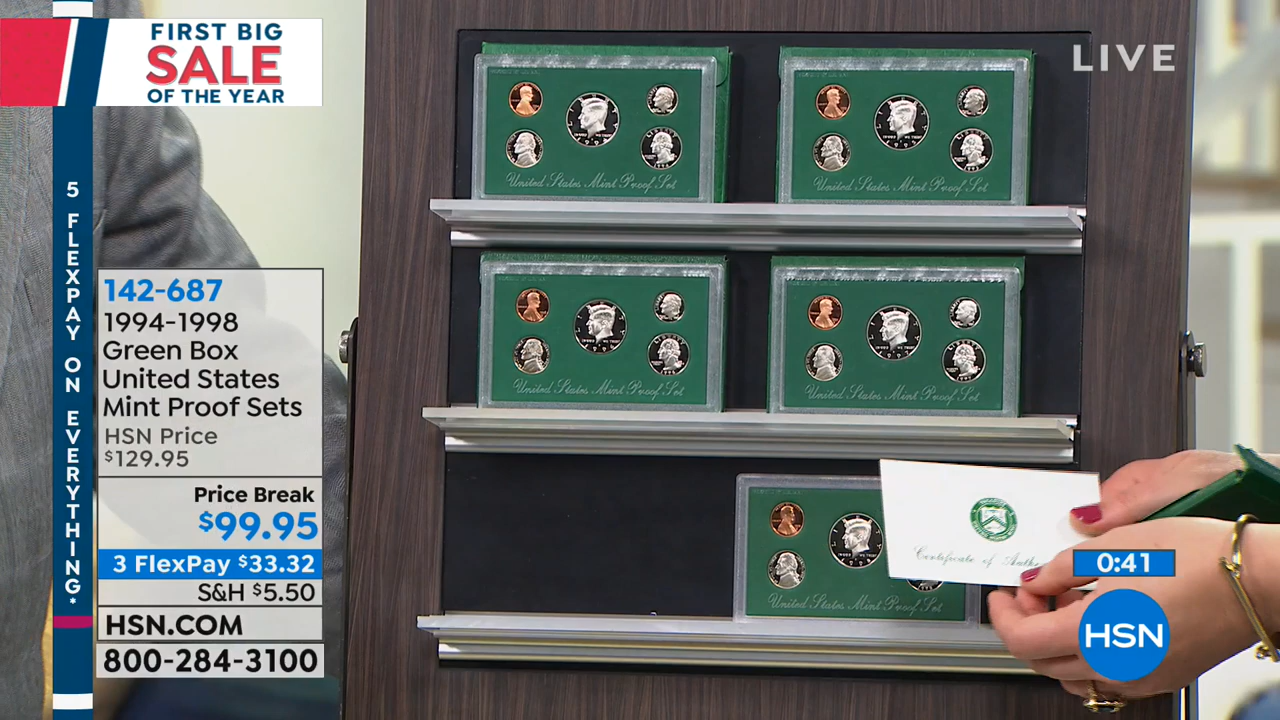 FIRST BIG
SALE
OF THE YEAR
LIVE
5 FLEXPAY ON EVERYTHING*
142-687
1994-1998
Green Box
United States
Mint Proof Sets
HSN Price
$129.95
Price Break
$99.95
3 FlexPay $33.32
S&H $5.50
HSN.COM
800-284-3100
United States Mint Proof Set
United States Mint Proof Set
United States Mint Proof Set
United States Mint Proof Set
United States Mint Proof Set
Certificate of
0:41
HSN